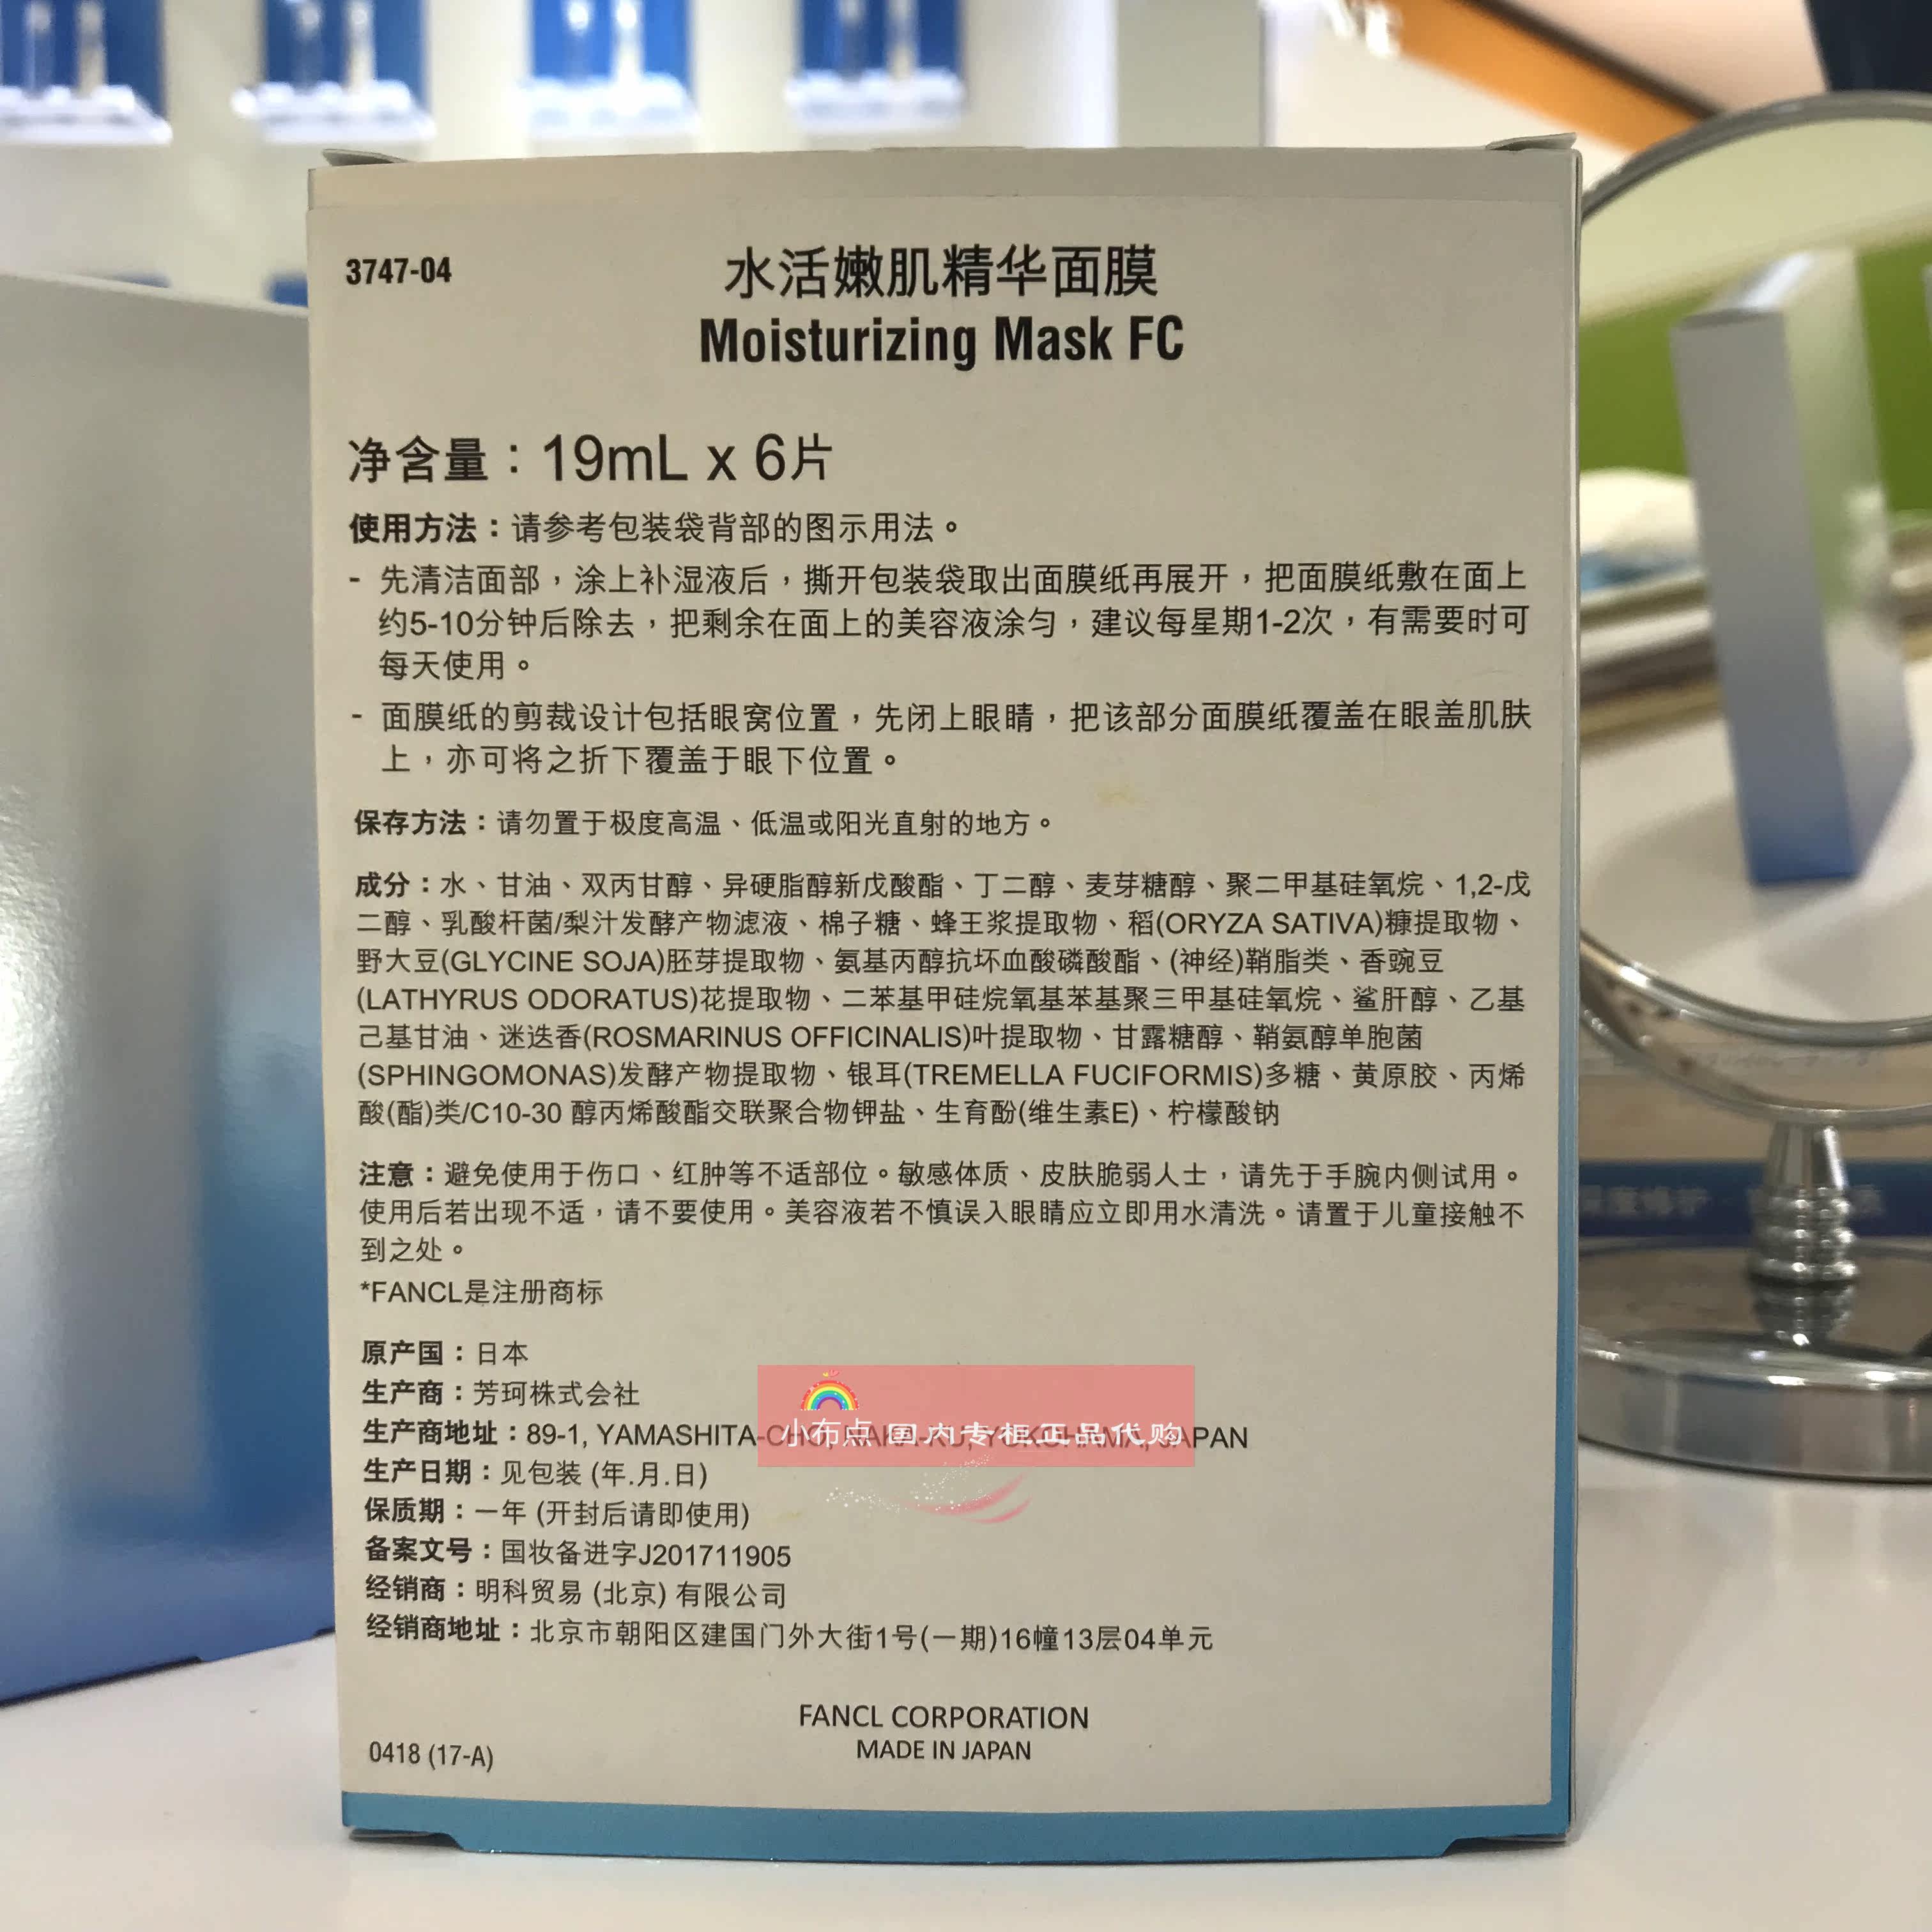 3747-04
水活嫩肌精华面膜
Moisturizing Mask FC
净含量：19mL x 6片
使用方法：请参考包装袋背部的图示用法。
- 先清洁面部，涂上补湿液后，撕开包装袋取出面膜纸再展开，把面膜纸敷在面上
约5-10分钟后除去，把剩余在面上的美容液涂匀，建议每星期1-2次，有需要时可
每天使用。
- 面膜纸的剪裁设计包括眼窝位置，先闭上眼睛，把该部分面膜纸覆盖在眼盖肌肤
上，亦可将之折下覆盖于眼下位置。
保存方法：请勿置于极度高温、低温或阳光直射的地方。
成分：水、甘油、双丙甘醇、异硬脂醇新戊酸酯、丁二醇、麦芽糖醇、聚二甲基硅氧烷、1,2-戊
二醇、乳酸杆菌/梨汁发酵产物滤液、棉子糖、蜂王浆提取物、稻(ORYZA SATIVA)糠提取物、
野大豆(GLYCINE SOJA)胚芽提取物、氨基丙醇抗坏血酸磷酸酯、(神经)鞘脂类、香豌豆
(LATHYRUS ODORATUS)花提取物、二苯基甲硅烷氧基苯基聚三甲基硅氧烷、鲨肝醇、乙基
己基甘油、迷迭香(ROSMARINUS OFFICINALIS)叶提取物、甘露糖醇、鞘氨醇单胞菌
(SPHINGOMONAS)发酵产物提取物、银耳(TREMELLA FUCIFORMIS)多糖、黄原胶、丙烯
酸(酯)类/C10-30 醇丙烯酸酯交联聚合物钾盐、生育酚(维生素E)、柠檬酸钠
注意：避免使用于伤口、红肿等不适部位。敏感体质、皮肤脆弱人士，请先于手腕内侧试用。
使用后若出现不适，请不要使用。美容液若不慎误入眼睛应立即用水清洗。请置于儿童接触不
到之处。
*FANCL是注册商标
原产国：日本
生产商：芳珂株式会社
生产商地址：89-1, YAMASHITA-CHO, NAKA-KU, YOKOHAMA, JAPAN
小布点 国内专柜正品代购
生产日期：见包装 (年.月.日)
保质期：一年 (开封后请即使用)
备案文号：国妆备进字J201711905
经销商：明科贸易 (北京) 有限公司
经销商地址：北京市朝阳区建国门外大街1号(一期)16幢13层04单元
FANCL CORPORATION
MADE IN JAPAN
0418 (17-A)